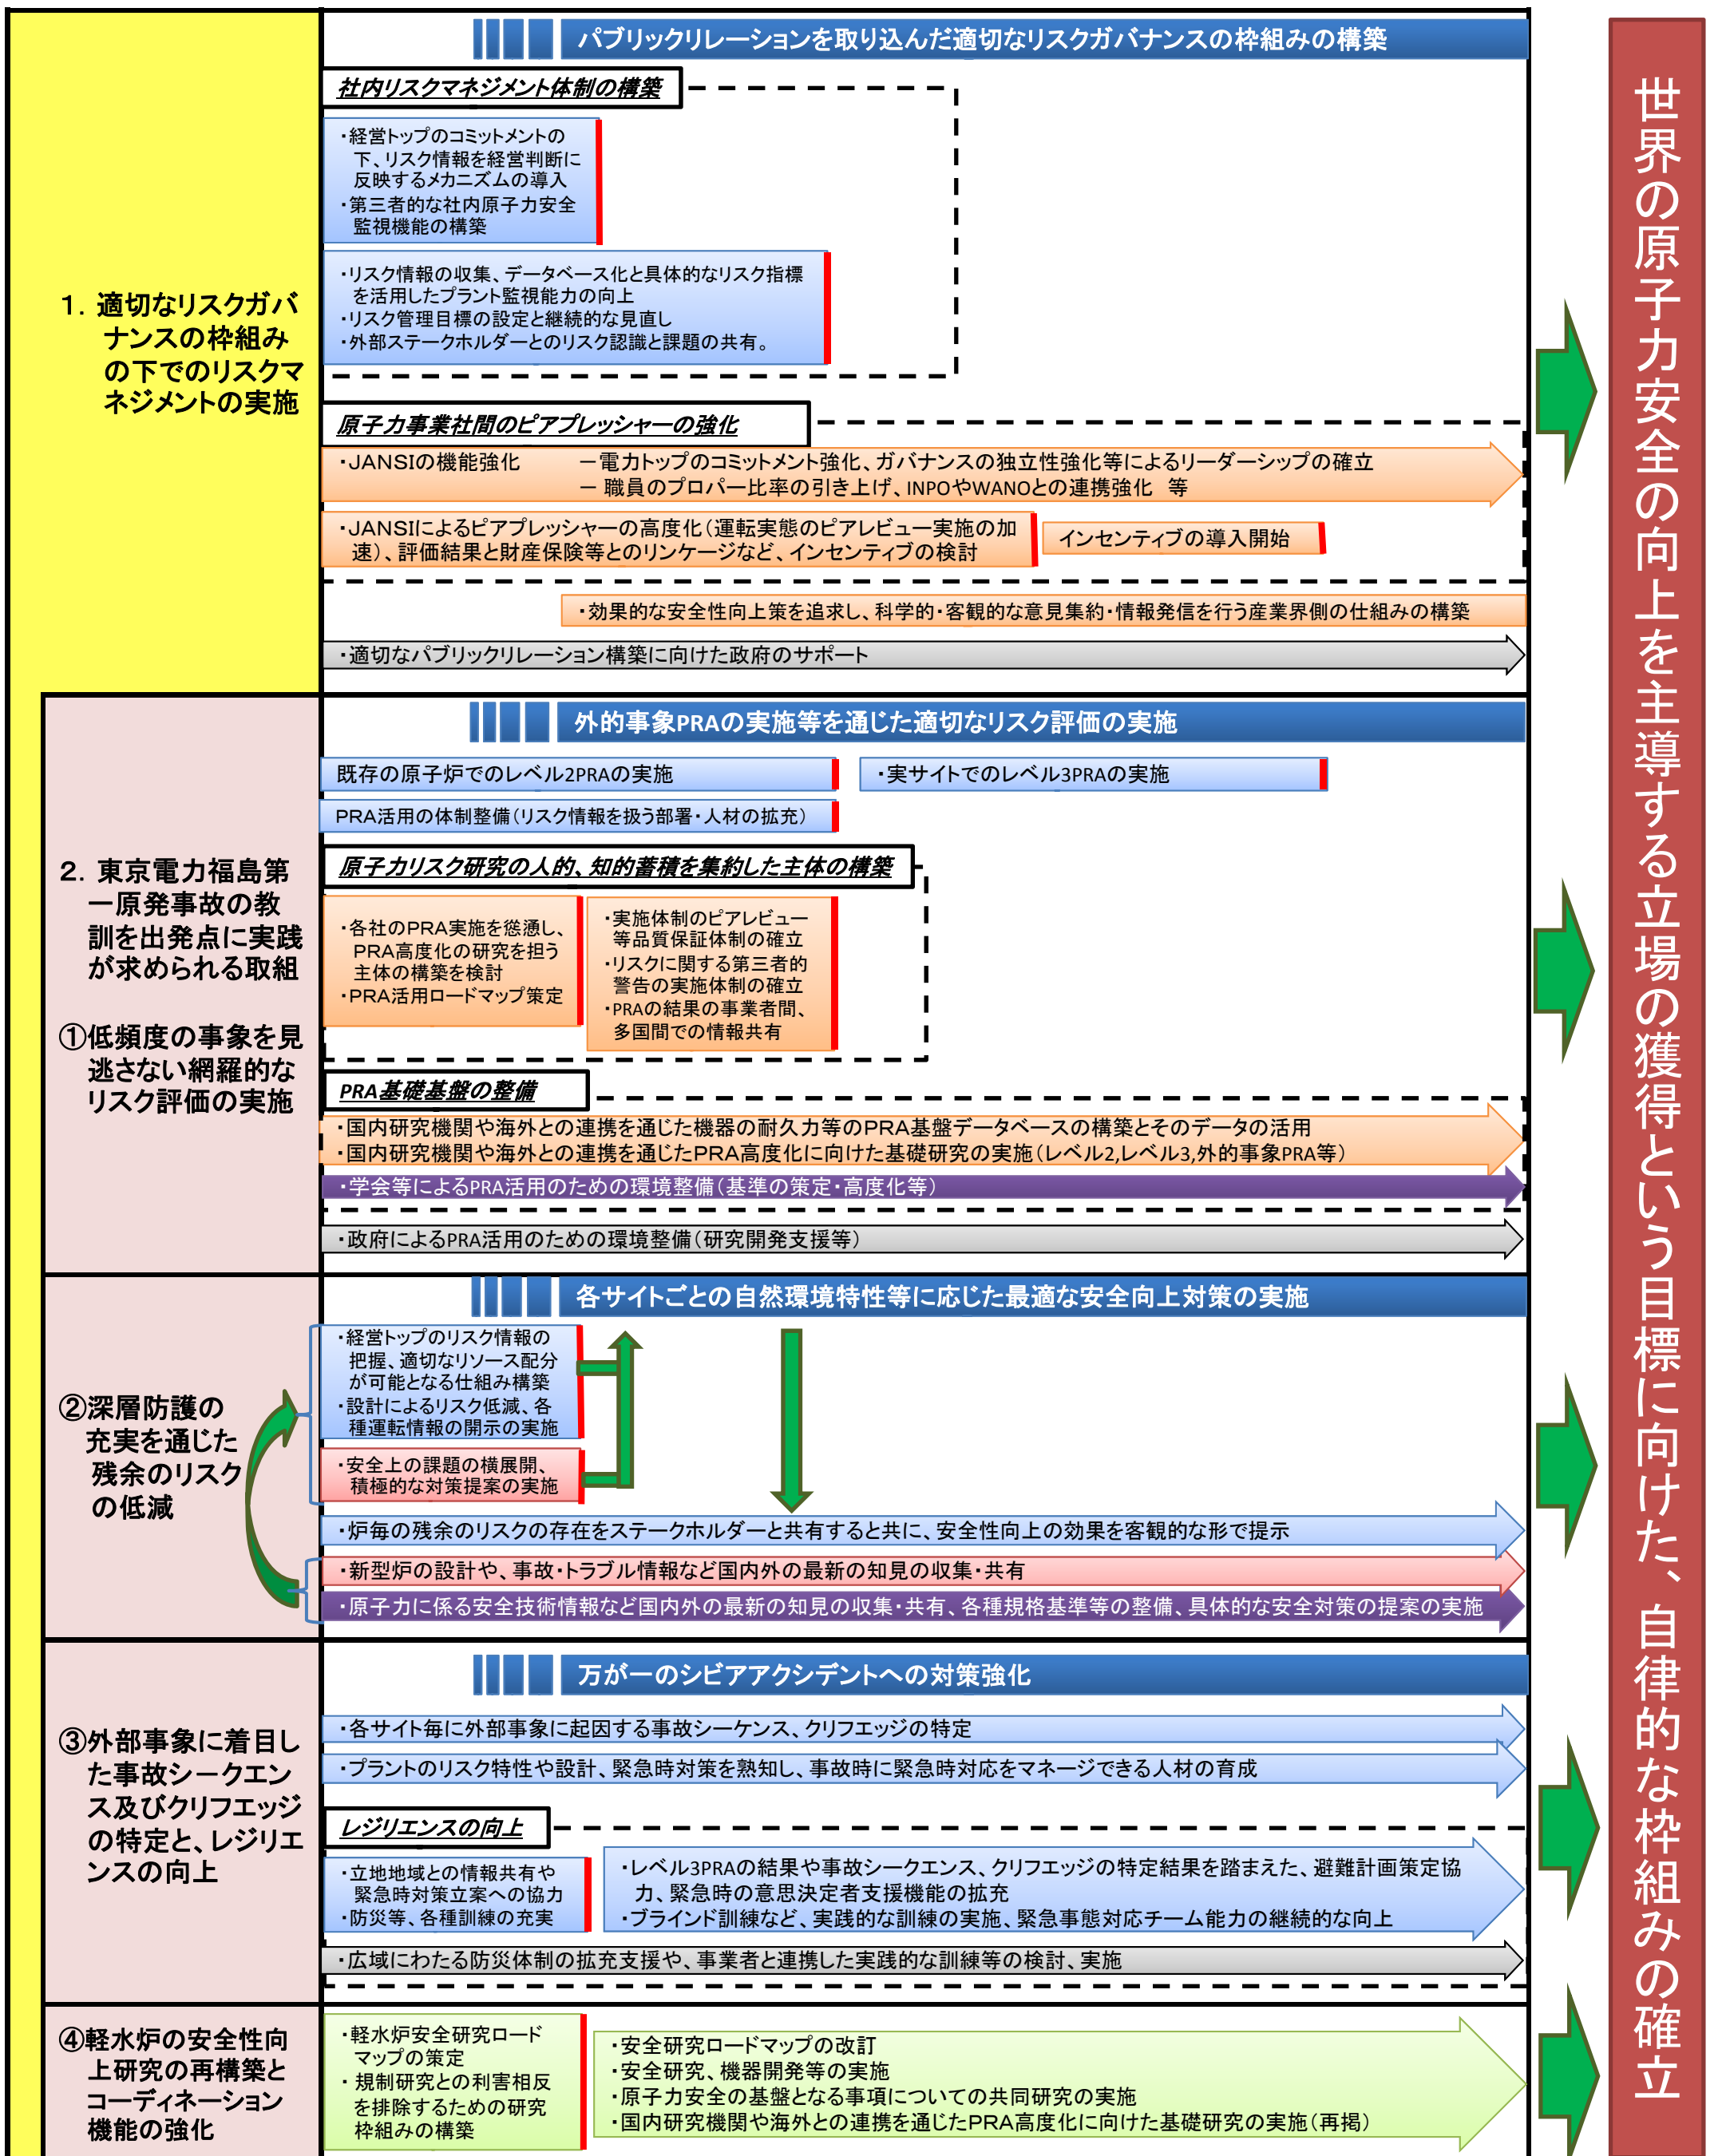 パブリックリレーションを取り込んだ適切なリスクガバナンスの枠組みの構築
社内リスクマネジメント体制の構築
・経営トップのコミットメントの
下、リスク情報を経営判断に
反映するメカニズムの導入
・第三者的な社内原子力安全
監視機能の構築
・リスク情報の収集、データベース化と具体的なリスク指標
を活用したプラント監視能力の向上
・リスク管理目標の設定と継続的な見直し
・外部ステークホルダーとのリスク認識と課題の共有。
1. 適切なリスクガバ
ナンスの枠組み
の下でのリスクマ
ネジメントの実施
原子力事業社間のピアプレッシャーの強化
・JANSIの機能強化 －電力トップのコミットメント強化、ガバナンスの独立性強化等によるリーダーシップの確立
－ 職員のプロパー比率の引き上げ、INPOやWANOとの連携強化 等
・JANSIによるピアプレッシャーの高度化（運転実態のピアレビュー実施の加
速）、評価結果と財産保険等とのリンケージなど、インセンティブの検討
インセンティブの導入開始
・効果的な安全性向上策を追求し、科学的・客観的な意見集約・情報発信を行う産業界側の仕組みの構築
・適切なパブリックリレーション構築に向けた政府のサポート
外的事象PRAの実施等を通じた適切なリスク評価の実施
既存の原子炉でのレベル2PRAの実施
・実サイトでのレベル3PRAの実施
PRA活用の体制整備（リスク情報を扱う部署・人材の拡充）
2. 東京電力福島第
一原発事故の教
訓を出発点に実践
が求められる取組
①低頻度の事象を見
逃さない網羅的な
リスク評価の実施
原子力リスク研究の人的、知的蓄積を集約した主体の構築
・各社のPRA実施を慫慂し、
PRA高度化の研究を担う
主体の構築を検討
・PRA活用ロードマップ策定
・実施体制のピアレビュー
等品質保証体制の確立
・リスクに関する第三者的
警告の実施体制の確立
・PRAの結果の事業者間、
多国間での情報共有
PRA基礎基盤の整備
・国内研究機関や海外との連携を通じた機器の耐久力等のPRA基盤データベースの構築とそのデータの活用
・国内研究機関や海外との連携を通じたPRA高度化に向けた基礎研究の実施（レベル2,レベル3,外的事象PRA等）
・学会等によるPRA活用のための環境整備（基準の策定・高度化等）
・政府によるPRA活用のための環境整備（研究開発支援等）
各サイトごとの自然環境特性等に応じた最適な安全向上対策の実施
②深層防護の
充実を通じた
残余のリスク
の低減
・経営トップのリスク情報の
把握、適切なリソース配分
が可能となる仕組み構築
・設計によるリスク低減、各
種運転情報の開示の実施
・安全上の課題の横展開、
積極的な対策提案の実施
・炉毎の残余のリスクの存在をステークホルダーと共有すると共に、安全性向上の効果を客観的な形で提示
・新型炉の設計や、事故・トラブル情報など国内外の最新の知見の収集・共有
・原子力に係る安全技術情報など国内外の最新の知見の収集・共有、各種規格基準等の整備、具体的な安全対策の提案の実施
万が一のシビアアクシデントへの対策強化
③外部事象に着目し
た事故シークエン
ス及びクリフエッジ
の特定と、レジリエ
ンスの向上
・各サイト毎に外部事象に起因する事故シーケンス、クリフエッジの特定
・プラントのリスク特性や設計、緊急時対策を熟知し、事故時に緊急時対応をマネージできる人材の育成
レジリエンスの向上
・立地地域との情報共有や
緊急時対策立案への協力
・防災等、各種訓練の充実
・レベル3PRAの結果や事故シークエンス、クリフエッジの特定結果を踏まえた、避難計画策定協
力、緊急時の意思決定者支援機能の拡充
・ブラインド訓練など、実践的な訓練の実施、緊急事態対応チーム能力の継続的な向上
・広域にわたる防災体制の拡充支援や、事業者と連携した実践的な訓練等の検討、実施
④軽水炉の安全性向
上研究の再構築と
コーディネーション
機能の強化
・軽水炉安全研究ロード
マップの策定
・ 規制研究との利害相反
を排除するための研究
枠組みの構築
・安全研究ロードマップの改訂
・安全研究、機器開発等の実施
・原子力安全の基盤となる事項についての共同研究の実施
・国内研究機関や海外との連携を通じたPRA高度化に向けた基礎研究の実施（再掲）
世界の原子力安全の向上を主導する立場の獲得という目標に向けた、自律的な枠組みの確立